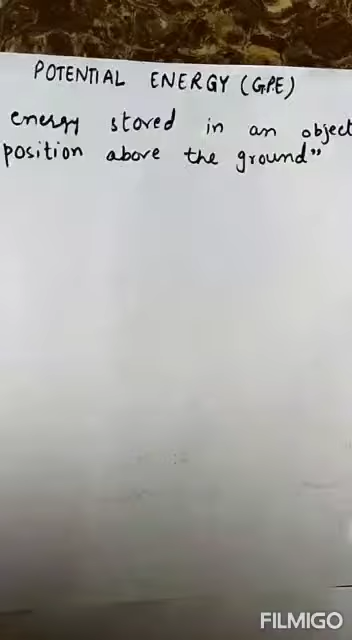 POTENTIAL ENERGY (GPE)
energy stored in an object
position above the ground"
FILMIGO